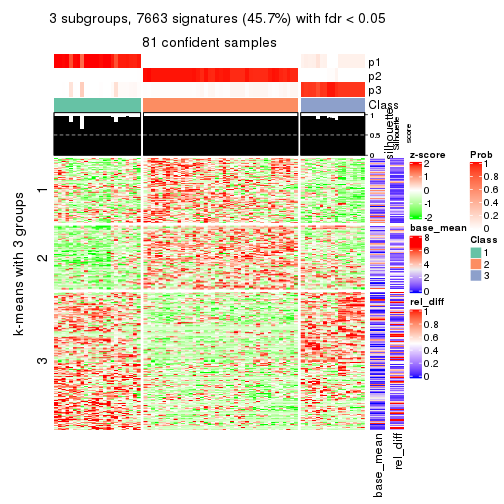 3 subgroups, 7663 signatures (45.7%) with fdr < 0.05
81 confident samples
p1
p2
p3
Class
1
0.5
0
silhouette
Silhouette
score
k-means with 3 groups
1
2
3
base_mean
rel_diff
z-score
2
1
0
-1
-2
base_mean
8
6
4
2
0
rel_diff
1
0.8
0.6
0.4
0.2
0
Prob
1
0.8
0.6
0.4
0.2
0
Class
1
2
3